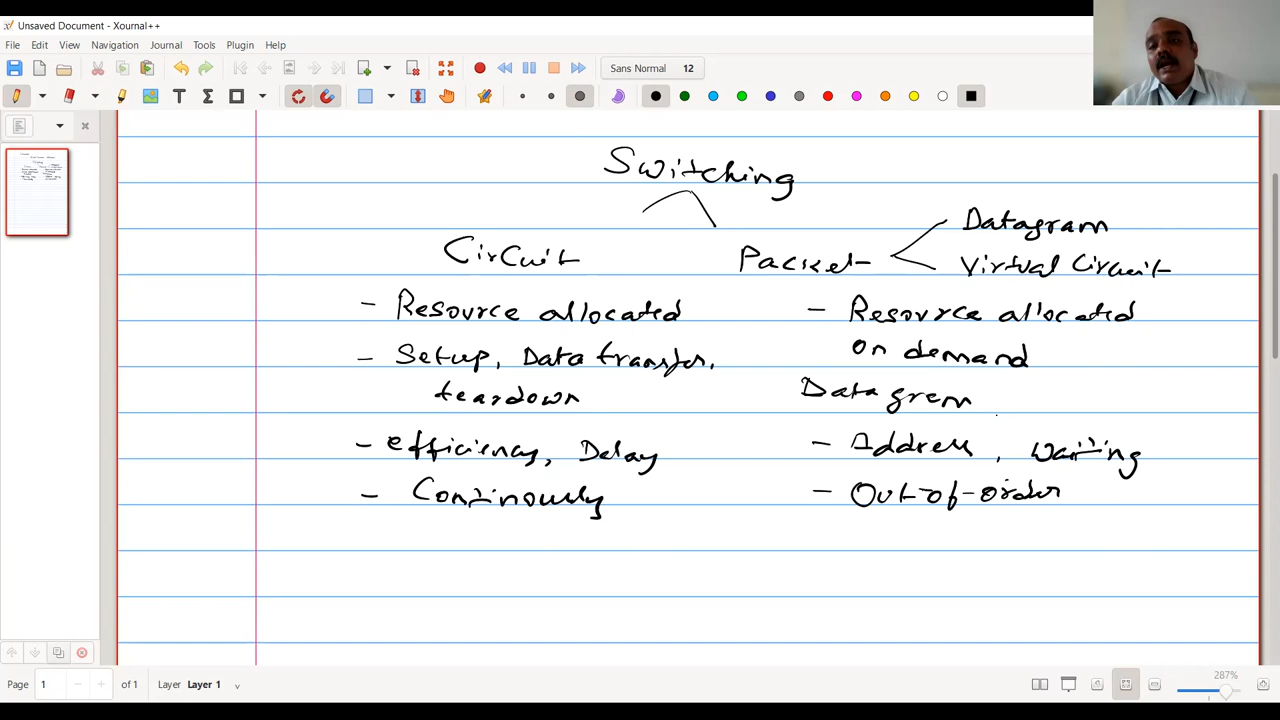 Unsaved Document - Xournal++
File Edit View Navigation Journal Tools Plugin Help
Sans Normal 12
Switching
Circuit
Packet
Datagram
Virtual Circuit
- Resource allocated
- Setup, Data transfer,
teardown
- efficiency, Delay
- Continously
- Resource allocated
on demand
Datagrem
- Address, waiting
- Out-of-order
Page 1 of 1 Layer Layer 1
287%